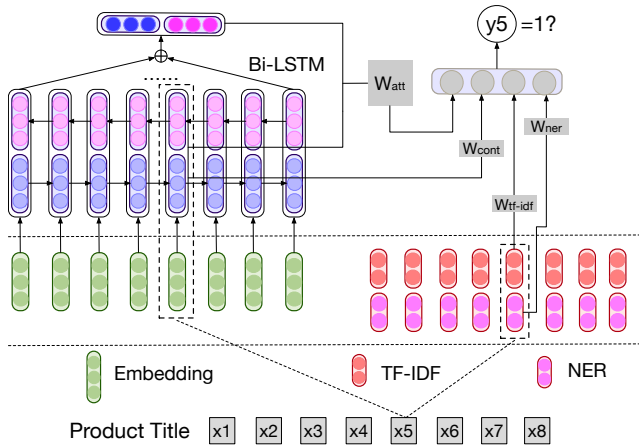 y5 =1?
Bi-LSTM
......
Watt
Wner
Wcont
Wtf-idf
Embedding
TF-IDF
NER
Product Title x1 x2 x3 x4 x5 x6 x7 x8